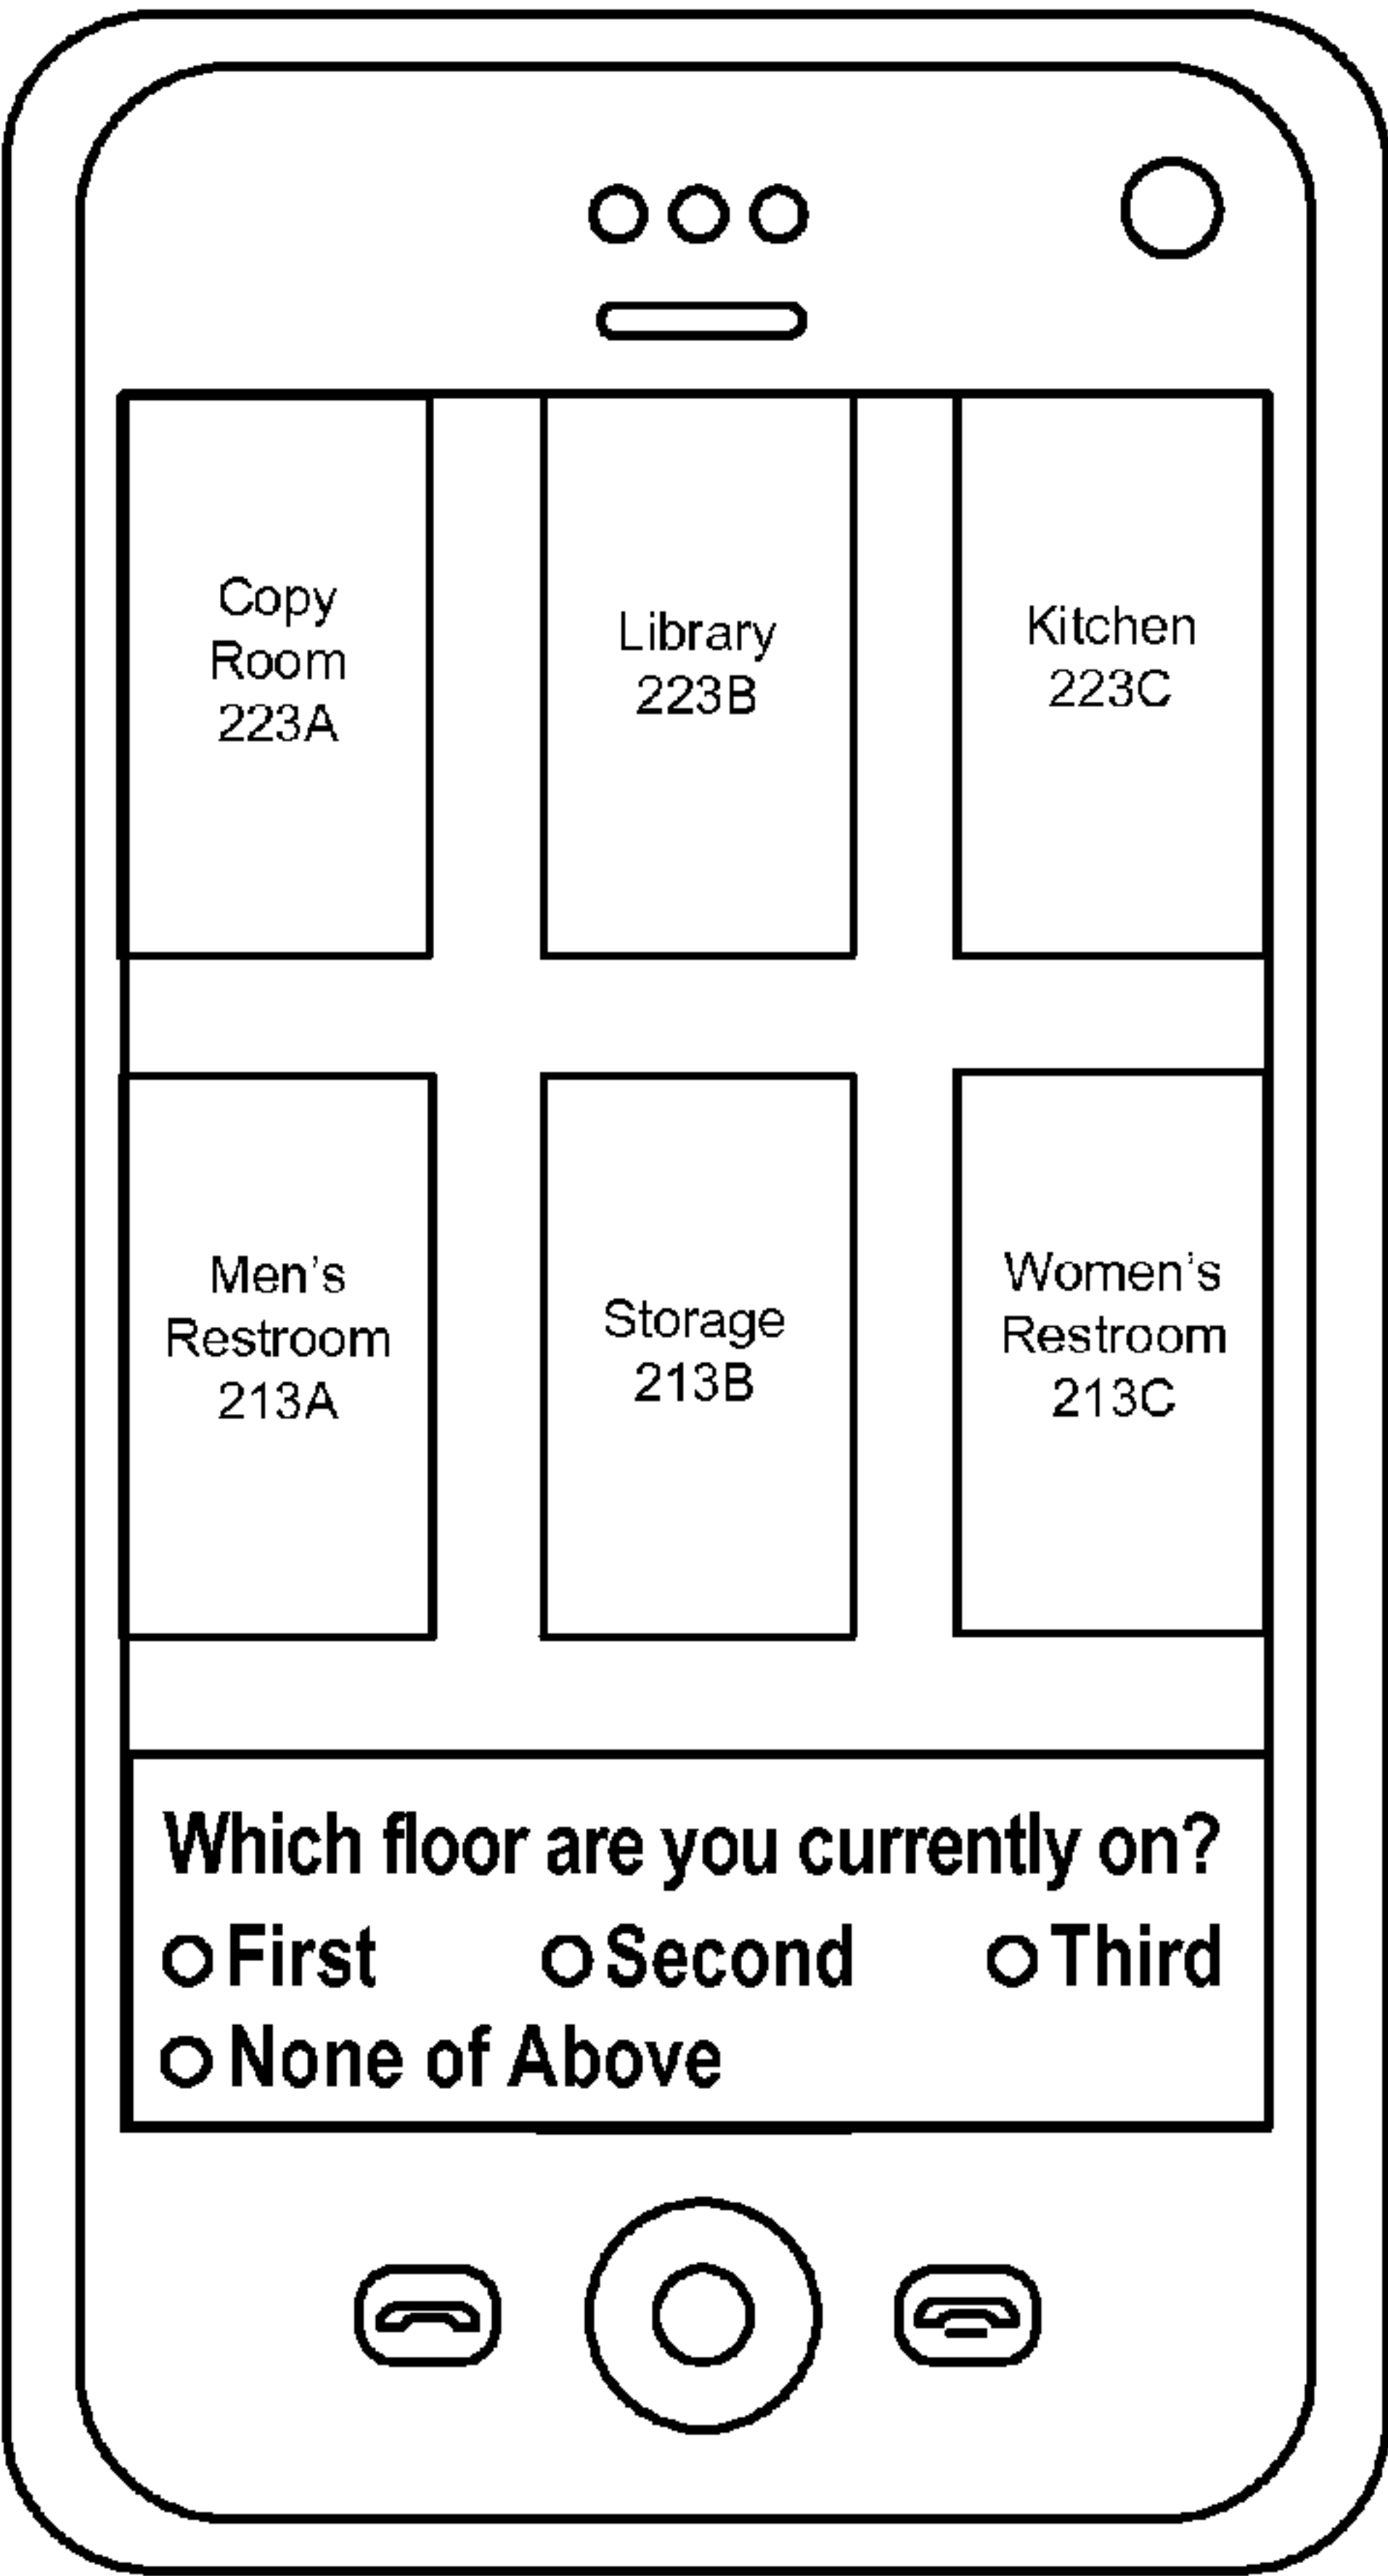 Copy
Room
223A
Library
223B
Kitchen
223C
Men's
Restroom
213A
Storage
213B
Women's
Restroom
213C
Which floor are you currently on?
First Second Third
None of Above